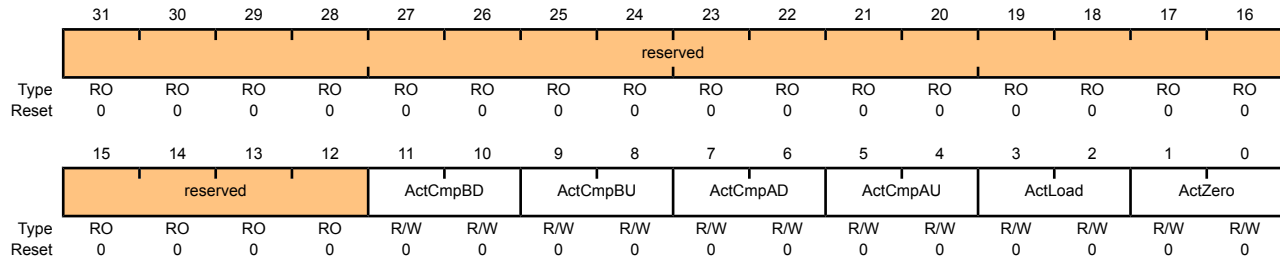 31 30 29 28 27 26 25 24 23 22 21 20 19 18 17 16
reserved
Type RO RO RO RO RO RO RO RO RO RO RO RO RO RO RO RO
Reset 0 0 0 0 0 0 0 0 0 0 0 0 0 0 0 0
15 14 13 12 11 10 9 8 7 6 5 4 3 2 1 0
reserved ActCmpBD ActCmpBU ActCmpAD ActCmpAU ActLoad ActZero
Type RO RO RO RO R/W R/W R/W R/W R/W R/W R/W R/W R/W R/W R/W R/W
Reset 0 0 0 0 0 0 0 0 0 0 0 0 0 0 0 0